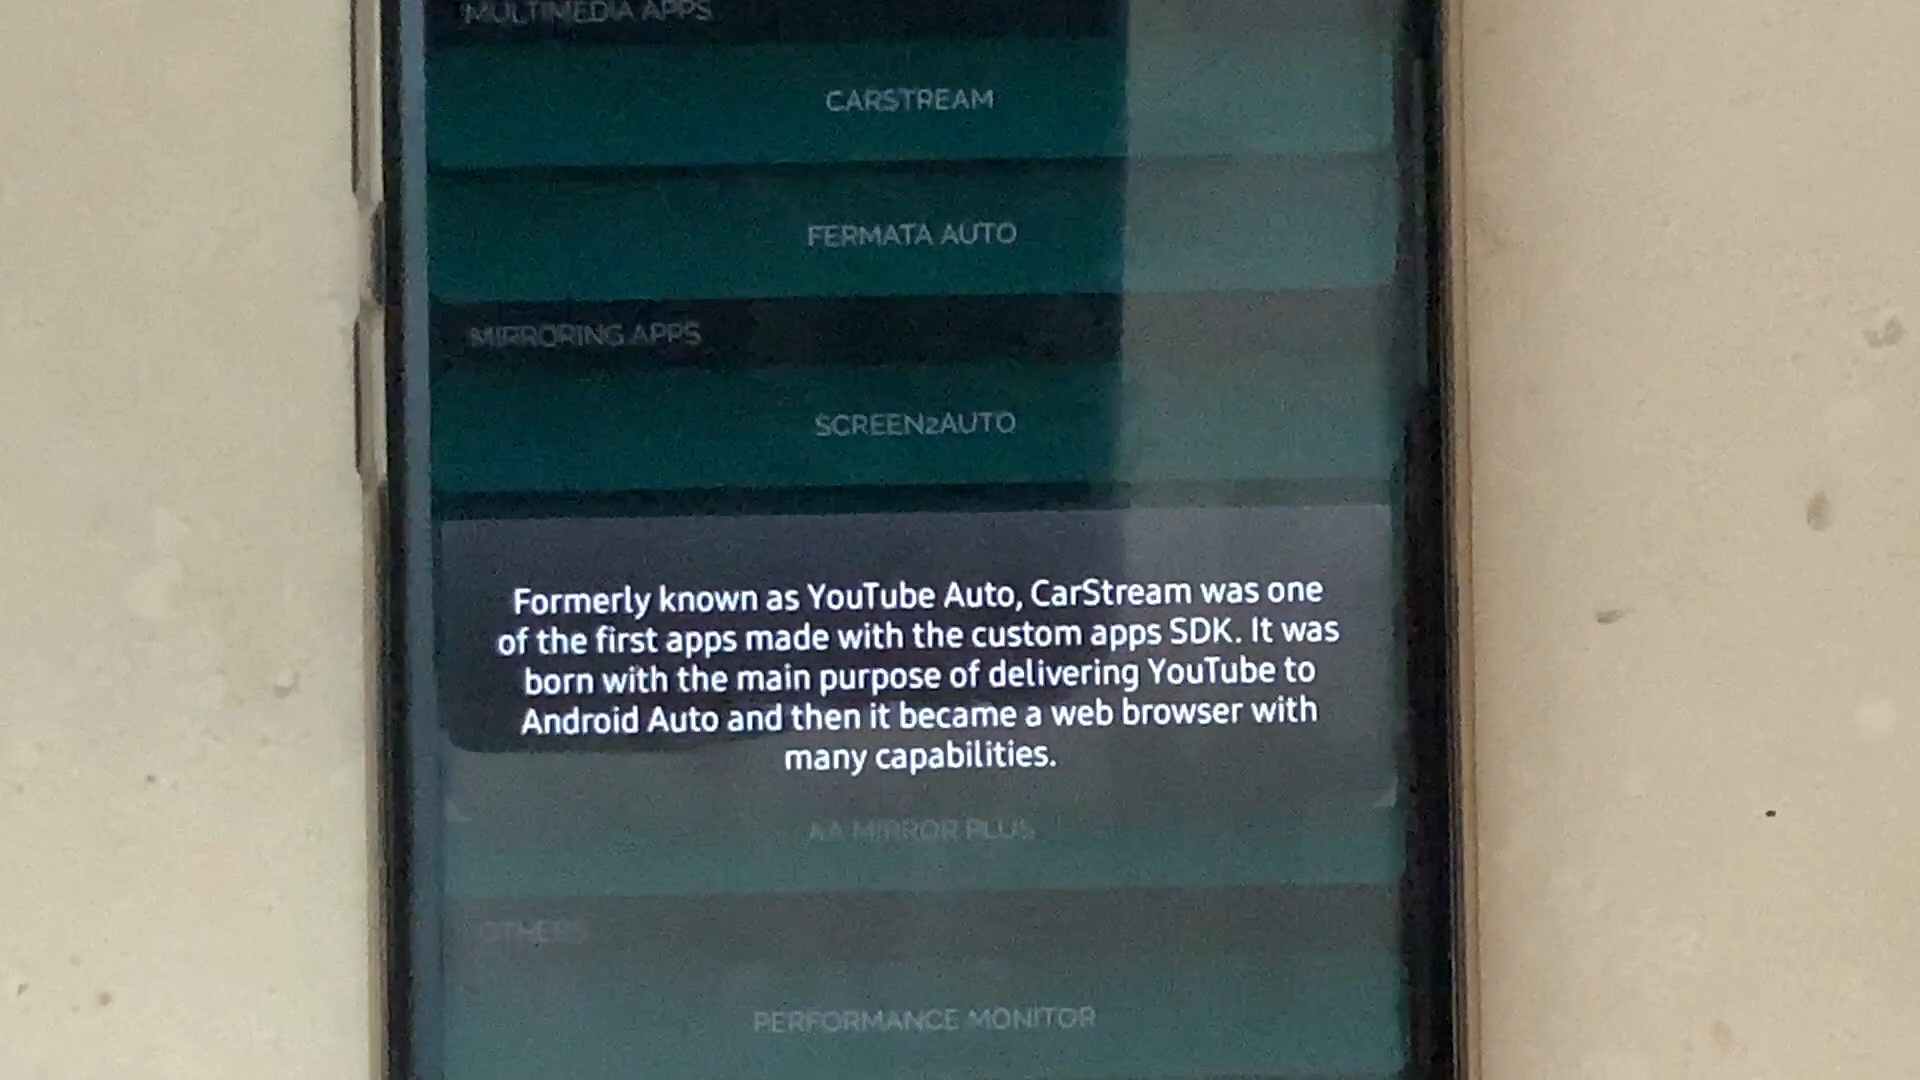 MULTIMEDIA APPS
CARSTREAM
FERMATA AUTO
MIRRORING APPS
SCREEN2AUTO
Formerly known as YouTube Auto, CarStream was one
of the first apps made with the custom apps SDK. It was
born with the main purpose of delivering YouTube to
Android Auto and then it became a web browser with
many capabilities.
AA MIRROR PLUS
OTHERS
PERFORMANCE MONITOR